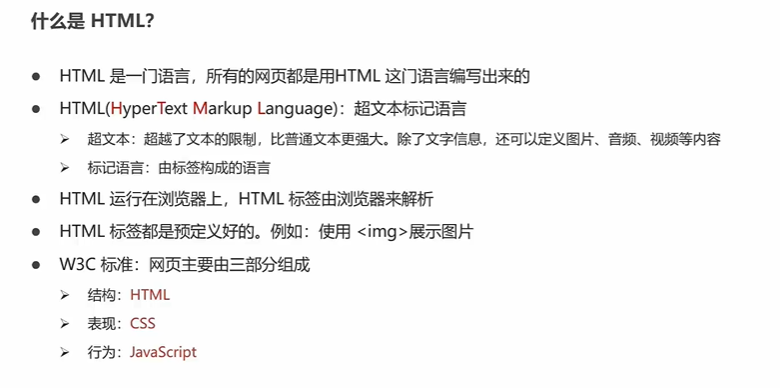 什么是 HTML?
● HTML 是一门语言，所有的网页都是用HTML 这门语言编写出来的
● HTML(HyperText Markup Language)：超文本标记语言
➢ 超文本：超越了文本的限制，比普通文本更强大。除了文字信息，还可以定义图片、音频、视频等内容
➢ 标记语言：由标签构成的语言
● HTML 运行在浏览器上，HTML 标签由浏览器来解析
● HTML 标签都是预定义好的。例如：使用 <img>展示图片
● W3C 标准：网页主要由三部分组成
➢ 结构：HTML
➢ 表现：CSS
➢ 行为：JavaScript